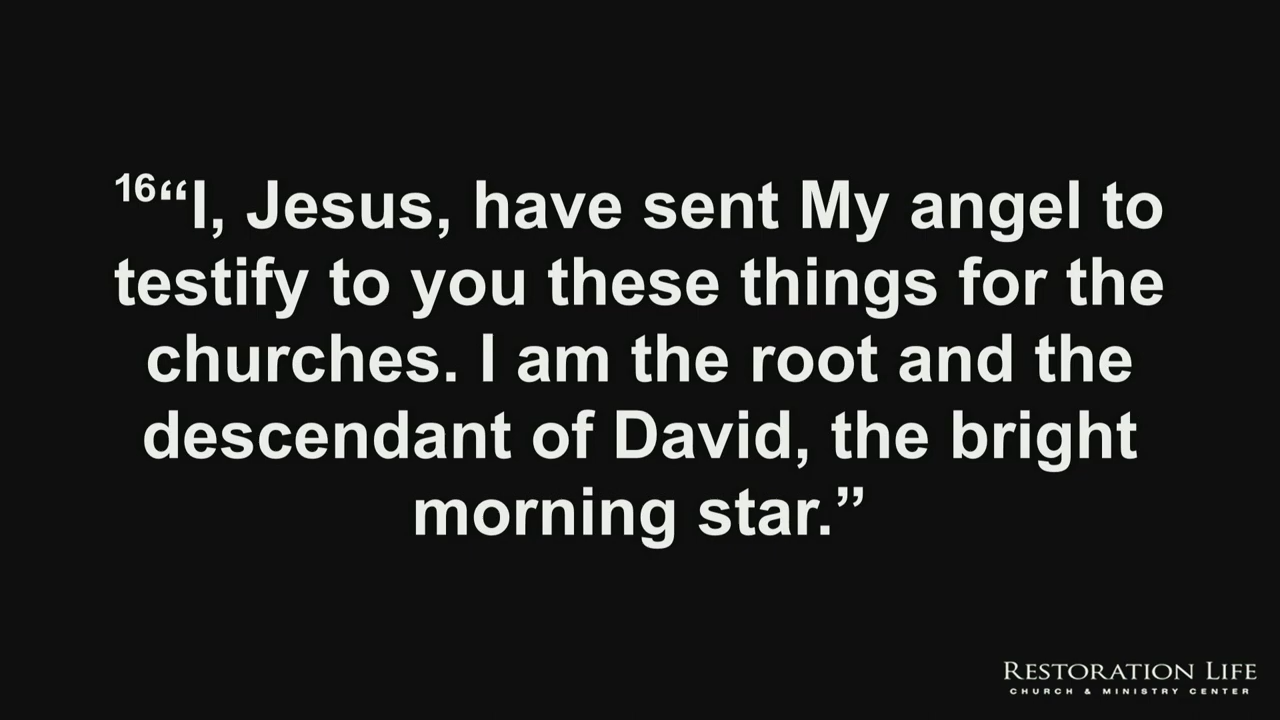 16“I, Jesus, have sent My angel to
testify to you these things for the
churches. I am the root and the
descendant of David, the bright
morning star.”
RESTORATION LIFE
CHURCH & MINISTRY CENTER